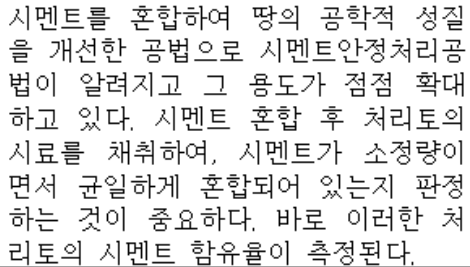 시멘트를 혼합하여 땅의 공학적 성질
을 개선한 공법으로 시멘트안정처리공
법이 알려지고 그 용도가 점점 확대
하고 있다. 시멘트 혼합 후 처리토의
시료를 채취하여, 시멘트가 소정량이
면서 균일하게 혼합되어 있는지 판정
하는 것이 중요하다. 바로 이러한 처
리토의 시멘트 함유율이 측정된다.